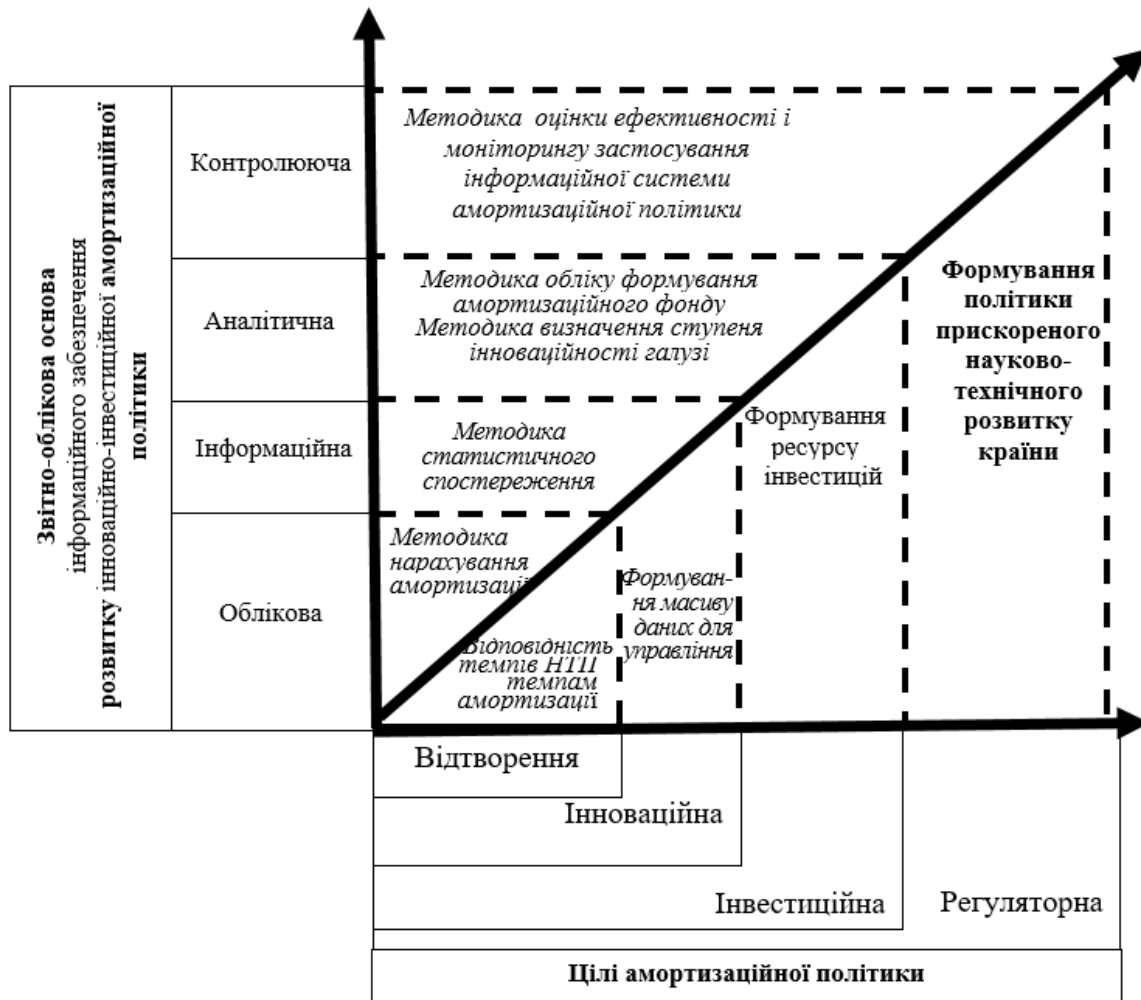 Звітно-облікова основа
інформаційного забезпечення
розвитку інноваційно-інвестиційної амортизаційної
політики
Контролююча
Аналітична
Інформаційна
Облікова
Методика оцінки ефективності і
моніторингу застосування
інформаційної системи
амортизаційної політики
Методика обліку формування
амортизаційного фонду
Методика визначення ступеня
інноваційності галузі
Методика
статистичного
спостереження
Методика
нарахування
амортизації
Відповідність
темпів НТП
темпам
амортизації
Формуван-
ня масиву
даних для
управління
Формування
ресурсу
інвестицій
Формування
політики
прискореного
науково-
технічного
розвитку
країни
Відтворення
Інноваційна
Інвестиційна
Регуляторна
Цілі амортизаційної політики